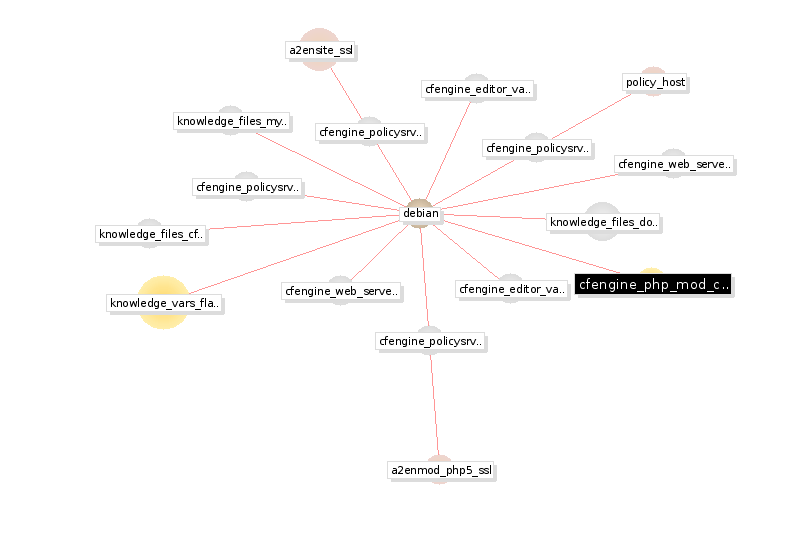 a2ensite_ssl
policy_host
cfengine_editor_va..
knowledge_files_my..
cfengine_policysrv..
cfengine_policysrv..
cfengine_web_serve..
cfengine_policysrv..
debian
knowledge_files_do..
knowledge_files_cf..
cfengine_php_mod_c..
cfengine_web_serve..
cfengine_editor_va..
knowledge_vars_fla..
cfengine_policysrv..
a2enmod_php5_ssl